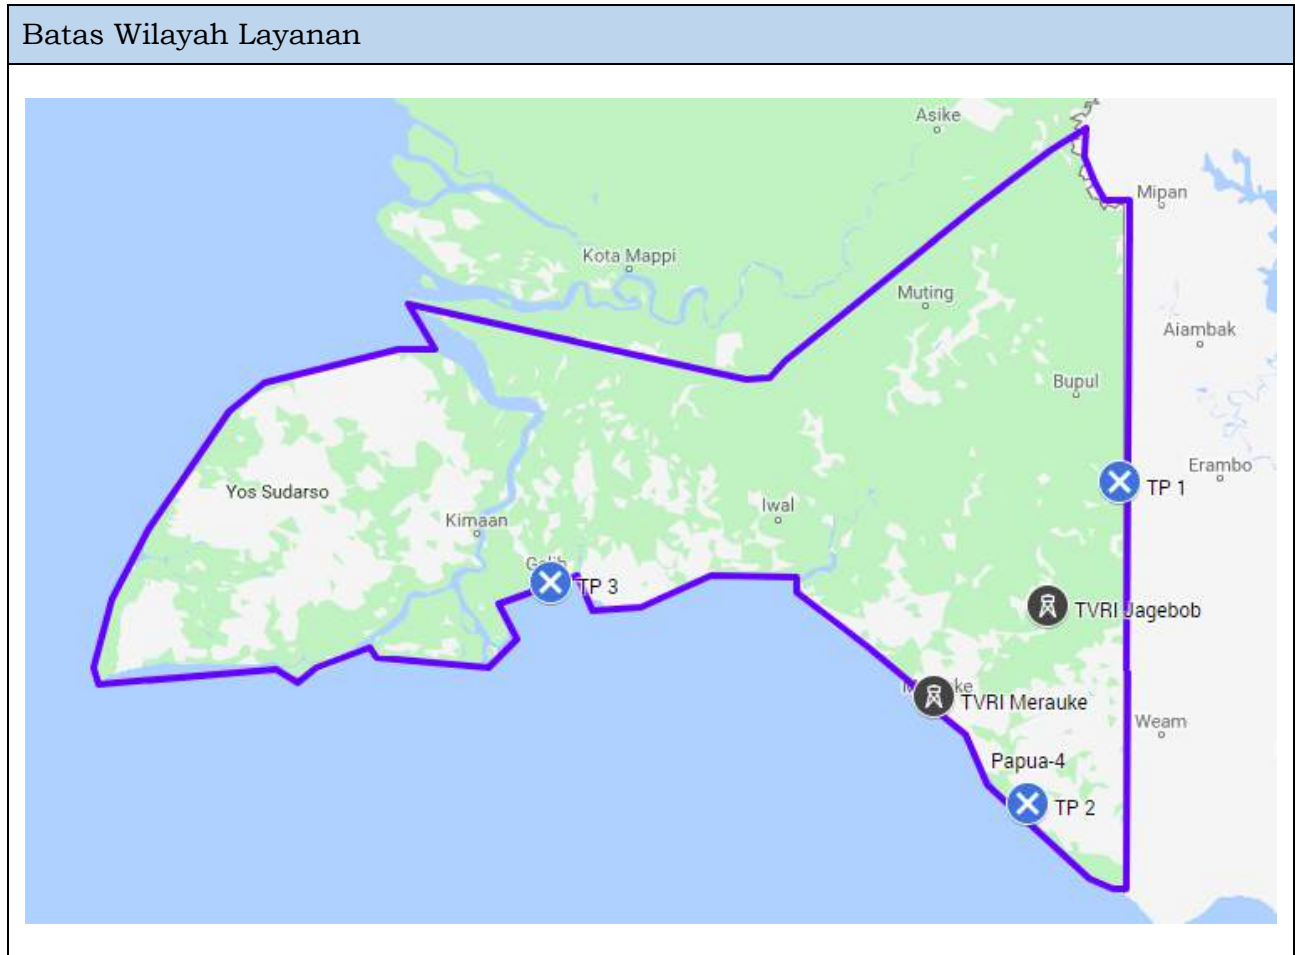 Batas Wilayah Layanan
Asike
Mipan
Kota Mappi
Muting
Aiambak
Bupul
Erambo
TP 1
Yos Sudarso
Iwal
Kimaan
TP 3
TVRI Jagebob
TVRI Merauke
Weam
Papua-4
TP 2